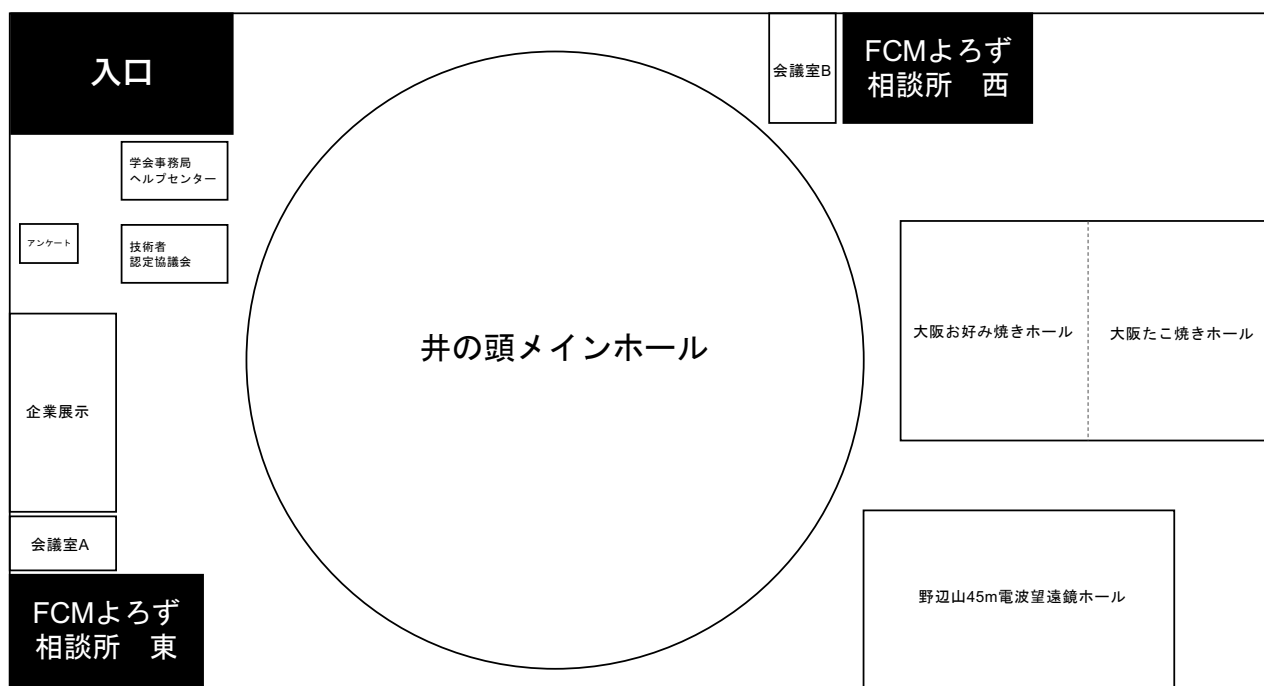 入口
会議室B
FCMよろず
相談所　西
学会事務局
ヘルプセンター
アンケート
技術者
認定協議会
井の頭メインホール
大阪お好み焼きホール
大阪たこ焼きホール
企業展示
会議室A
FCMよろず
相談所　東
野辺山45m電波望遠鏡ホール